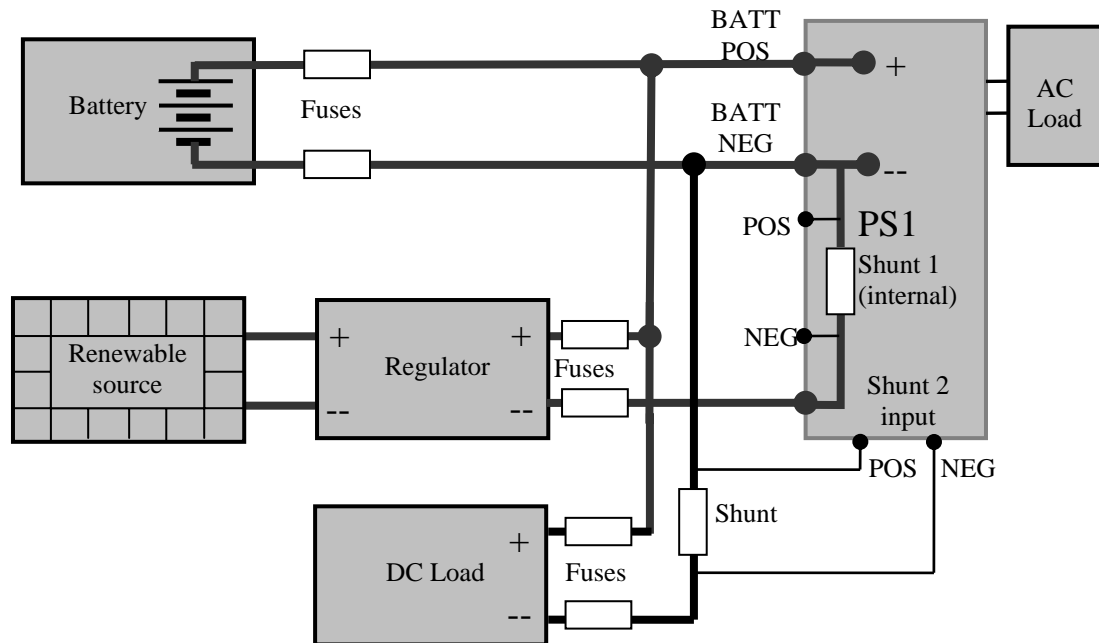 BATT
POS
+
Battery
Fuses
AC
Load
BATT
NEG
--
POS
PS1
Shunt 1
(internal)
NEG
Renewable
source
+
--
Regulator
+
--
Fuses
Shunt 2
input
POS
NEG
Shunt
DC Load
+
--
Fuses